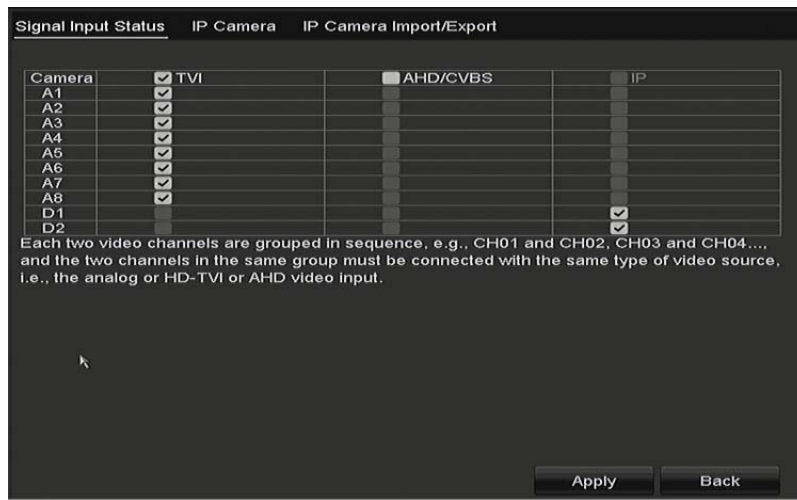 Signal Input Status IP Camera IP Camera Import/Export
Camera TVI AHD/CVBS IP
A1
A2
A3
A4
A5
A6
A7
A8
D1
D2
Each two video channels are grouped in sequence, e.g., CH01 and CH02, CH03 and CH04...,
and the two channels in the same group must be connected with the same type of video source,
i.e., the analog or HD-TVI or AHD video input.
Apply Back